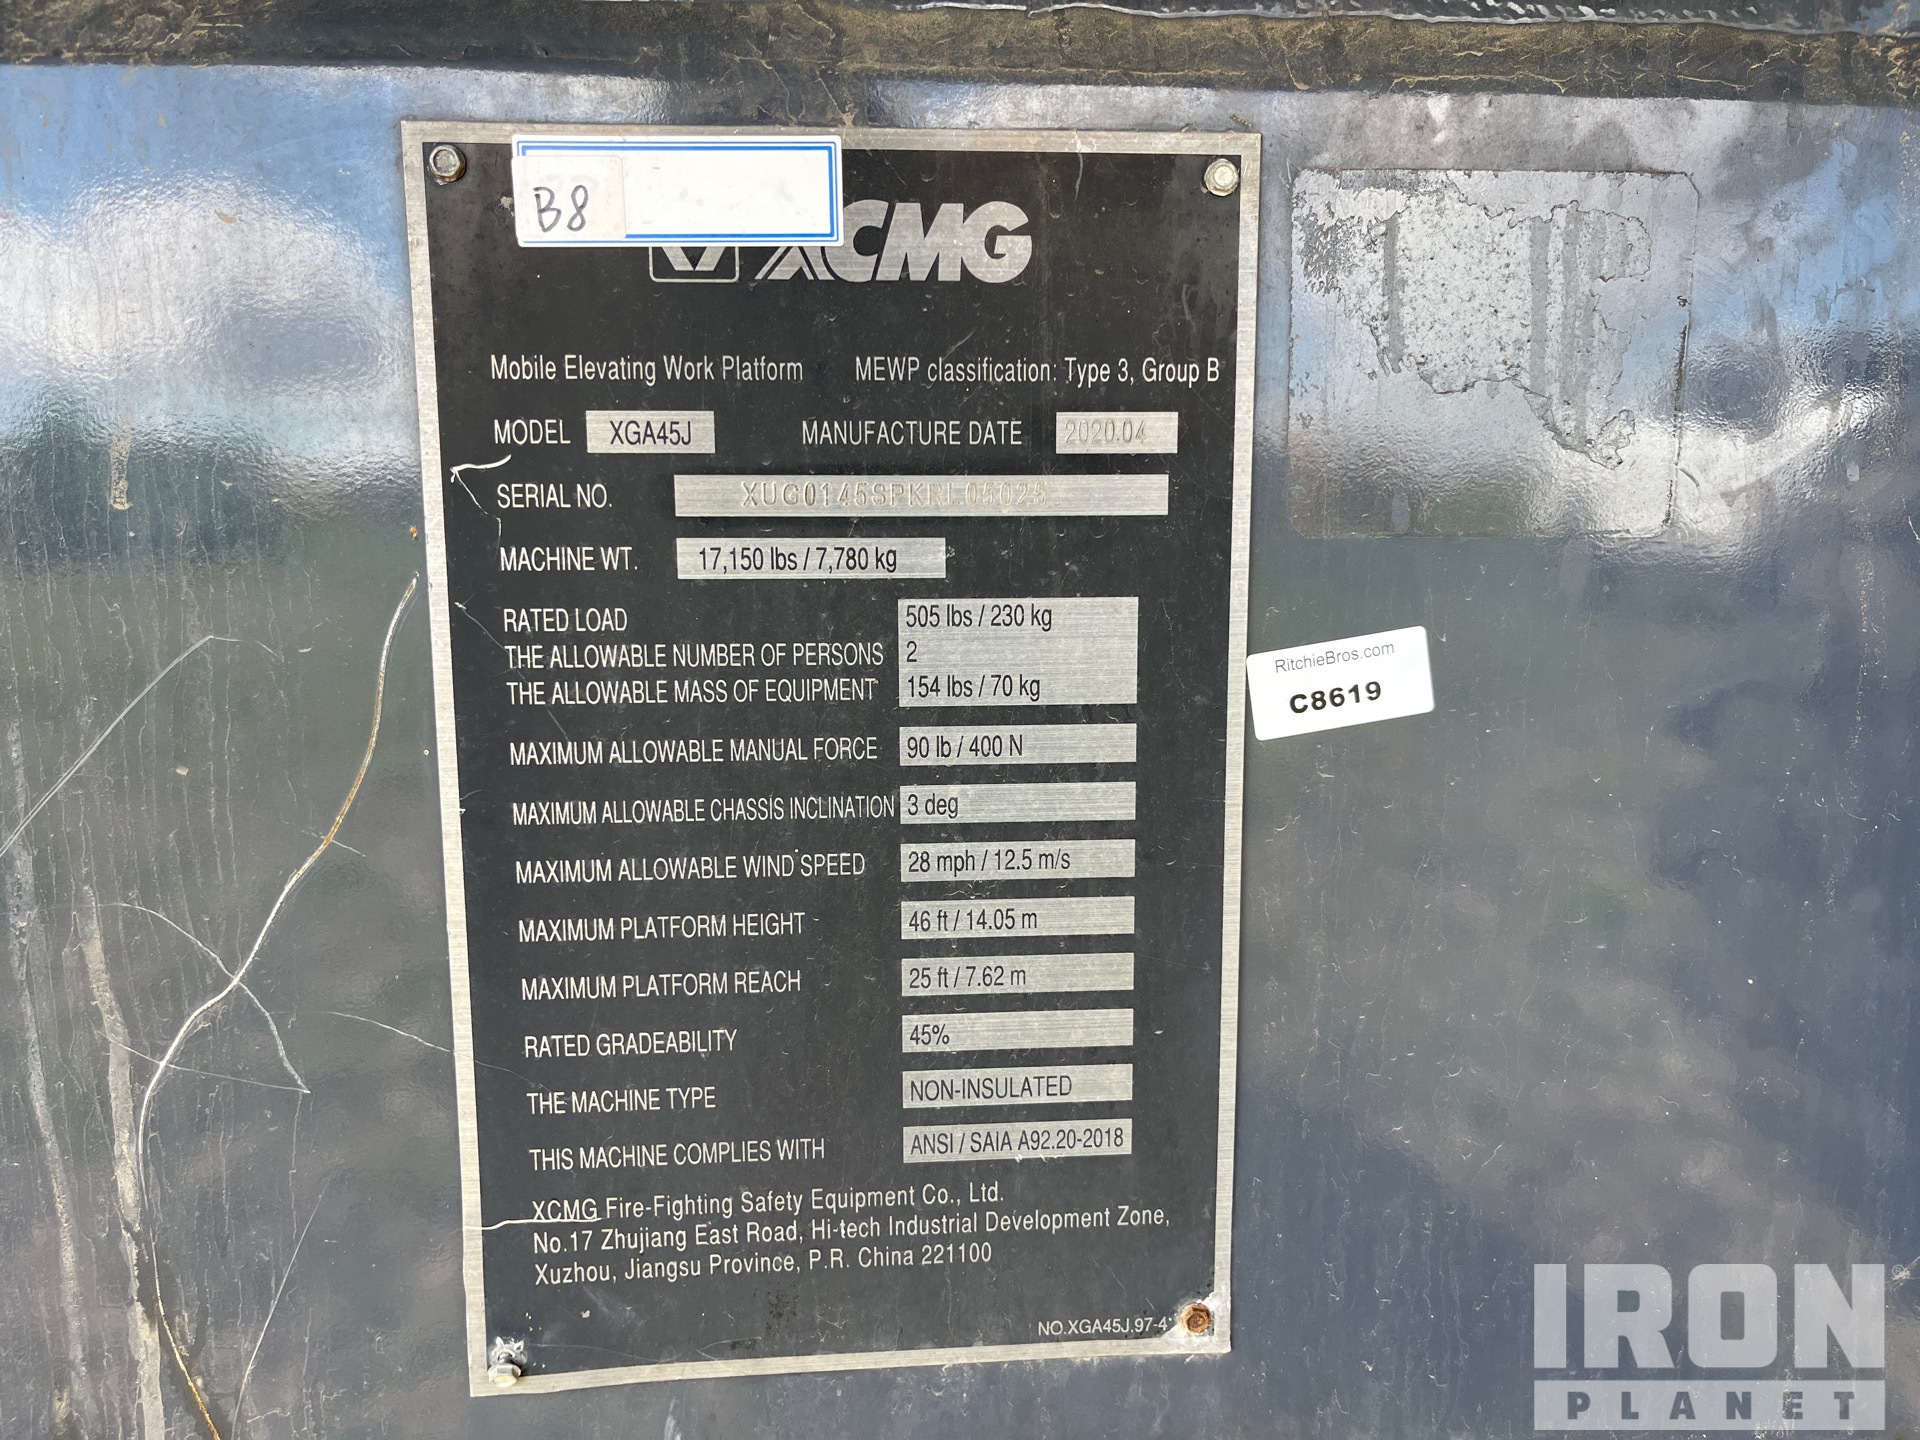 B8
XCMG
Mobile Elevating Work Platform MEWP classification: Type 3, Group B
MODEL XGA45J MANUFACTURE DATE 2020.04
SERIAL NO. XUG0145SPKRL05025
MACHINE WT. 17,150 lbs / 7,780 kg
RATED LOAD 505 lbs / 230 kg
THE ALLOWABLE NUMBER OF PERSONS 2
THE ALLOWABLE MASS OF EQUIPMENT 154 lbs / 70 kg
MAXIMUM ALLOWABLE MANUAL FORCE 90 lb / 400 N
MAXIMUM ALLOWABLE CHASSIS INCLINATION 3 deg
MAXIMUM ALLOWABLE WIND SPEED 28 mph / 12.5 m/s
MAXIMUM PLATFORM HEIGHT 46 ft / 14.05 m
MAXIMUM PLATFORM REACH 25 ft / 7.62 m
RATED GRADEABILITY 45%
THE MACHINE TYPE NON-INSULATED
THIS MACHINE COMPLIES WITH ANSI / SAIA A92.20-2018
XCMG Fire-Fighting Safety Equipment Co., Ltd.
No.17 Zhujiang East Road, Hi-tech Industrial Development Zone,
Xuzhou, Jiangsu Province, P.R. China 221100
NO.XGA45J.97-4
RitchieBros.com
C8619
IRON
PLANET